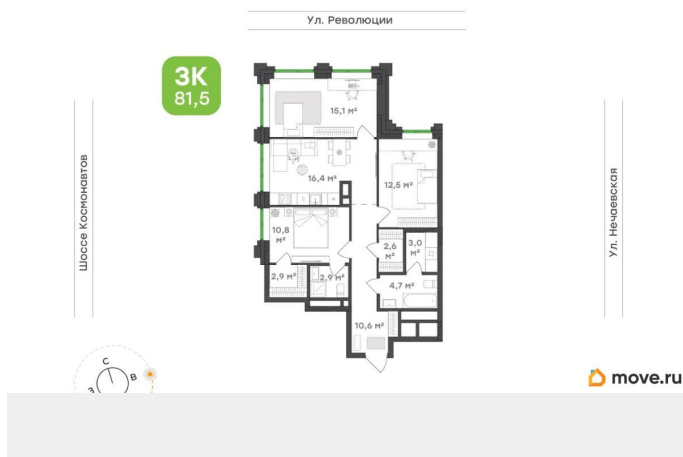 Ул. Революции
3К
81,5
15,1 м²
16,4 м²
12,5 м²
10,8
м²
2,6
м²
3,0
м²
2,9 м²
2,9 м²
4,7 м²
10,6 м²
Шоссе Космонавтов
Ул. Нечаевская
С
В
З
move.ru